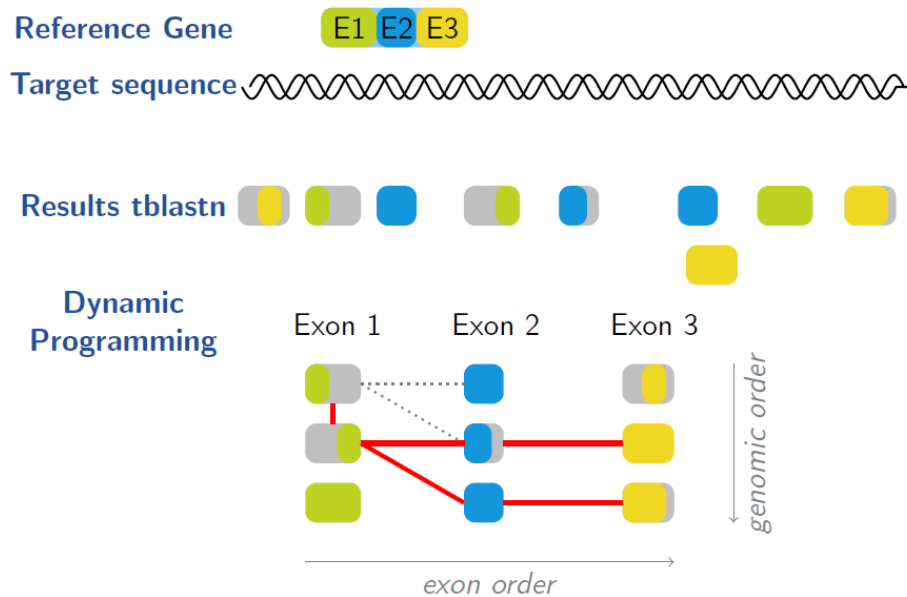 Reference Gene
E1 E2 E3
Target sequence
Results tblastn
Dynamic
Programming
Exon 1 Exon 2 Exon 3
genomic order
exon order